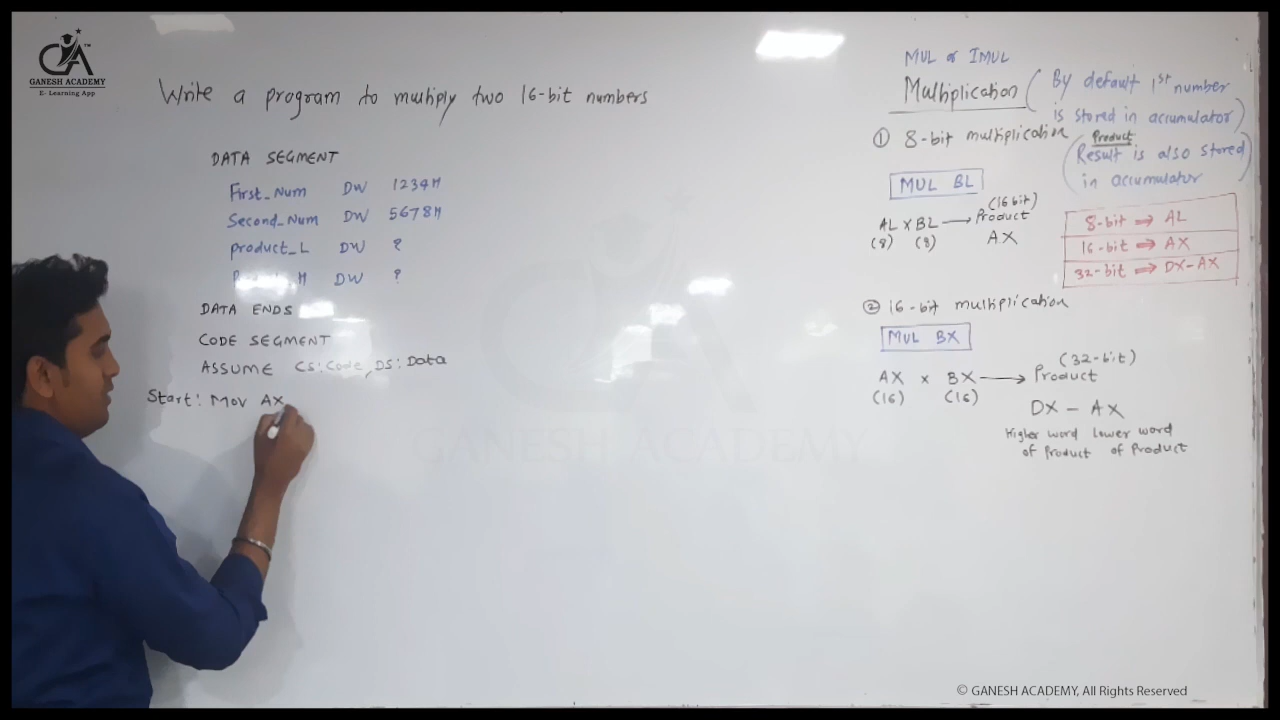 GANESH ACADEMY
E- Learning App
Write a program to multiply two 16-bit numbers
DATA SEGMENT
First_Num DW 1234H
Second_Num DW 5678H
product_L DW ?
DW ?
DATA ENDS
CODE SEGMENT
ASSUME CS:Code, DS:Data
Start: Mov AX
MUL or IMUL
Multiplication (By default 1st number
is stored in accumulator)
① 8-bit multiplication
Product
(Result is also stored
in accumulator
MUL BL
(16 bit)
AL x BL → Product
(8) (8) AX
8-bit ⇒ AL
16-bit ⇒ AX
32-bit ⇒ DX-AX
② 16-bit multiplication
MUL BX
(32-bit)
AX x BX → Product
(16) (16)
DX - AX
Higher word Lower word
of Product of Product
GANESH ACADEMY
© GANESH ACADEMY, All Rights Reserved